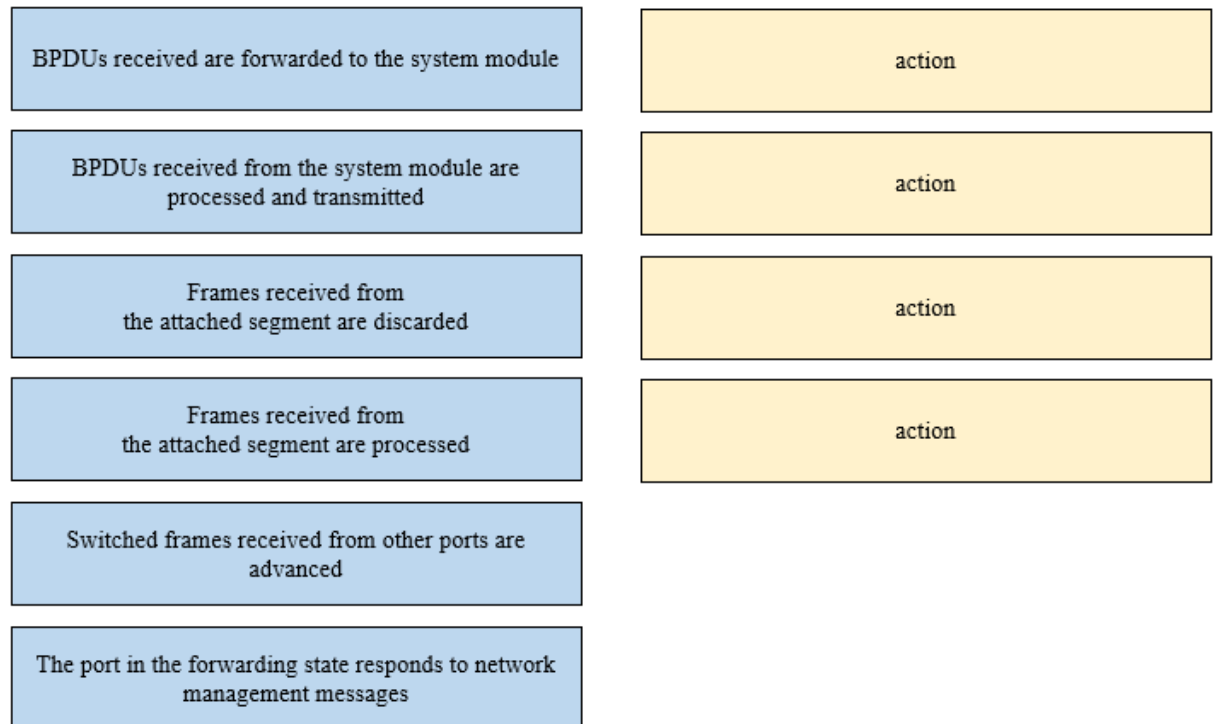 BPDUs received are forwarded to the system module
action
BPDUs received from the system module are
processed and transmitted
action
Frames received from
the attached segment are discarded
action
Frames received from
the attached segment are processed
action
Switched frames received from other ports are
advanced
The port in the forwarding state responds to network
management messages